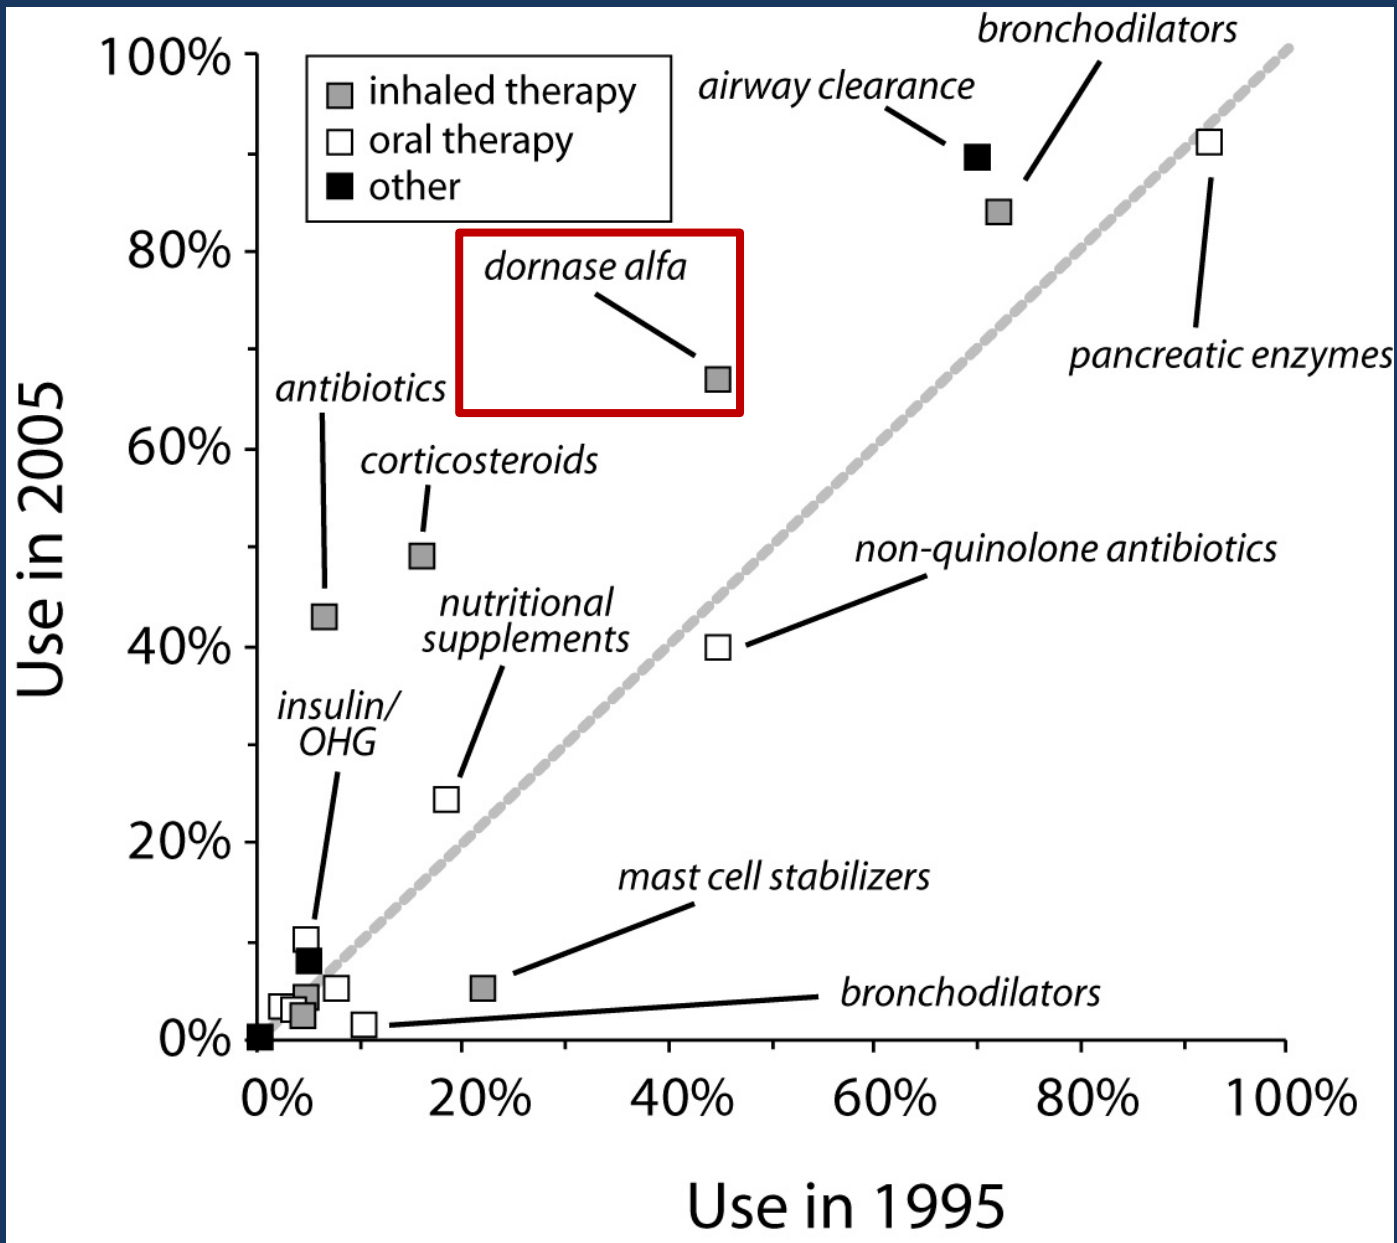 bronchodilators
100%
inhaled therapy
oral therapy
other
airway clearance
80%
dornase alfa
pancreatic enzymes
antibiotics
60%
corticosteroids
non-quinolone antibiotics
nutritional
supplements
40%
insulin/
OHG
20%
mast cell stabilizers
bronchodilators
0%
Use in 2005
0%
20%
40%
60%
80%
100%
Use in 1995